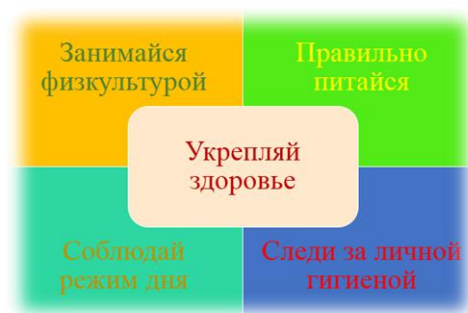 Занимайся
физкультурой
Правильно
питайся
Укрепляй
здоровье
Соблюдай
режим дня
Следи за личной
гигиеной